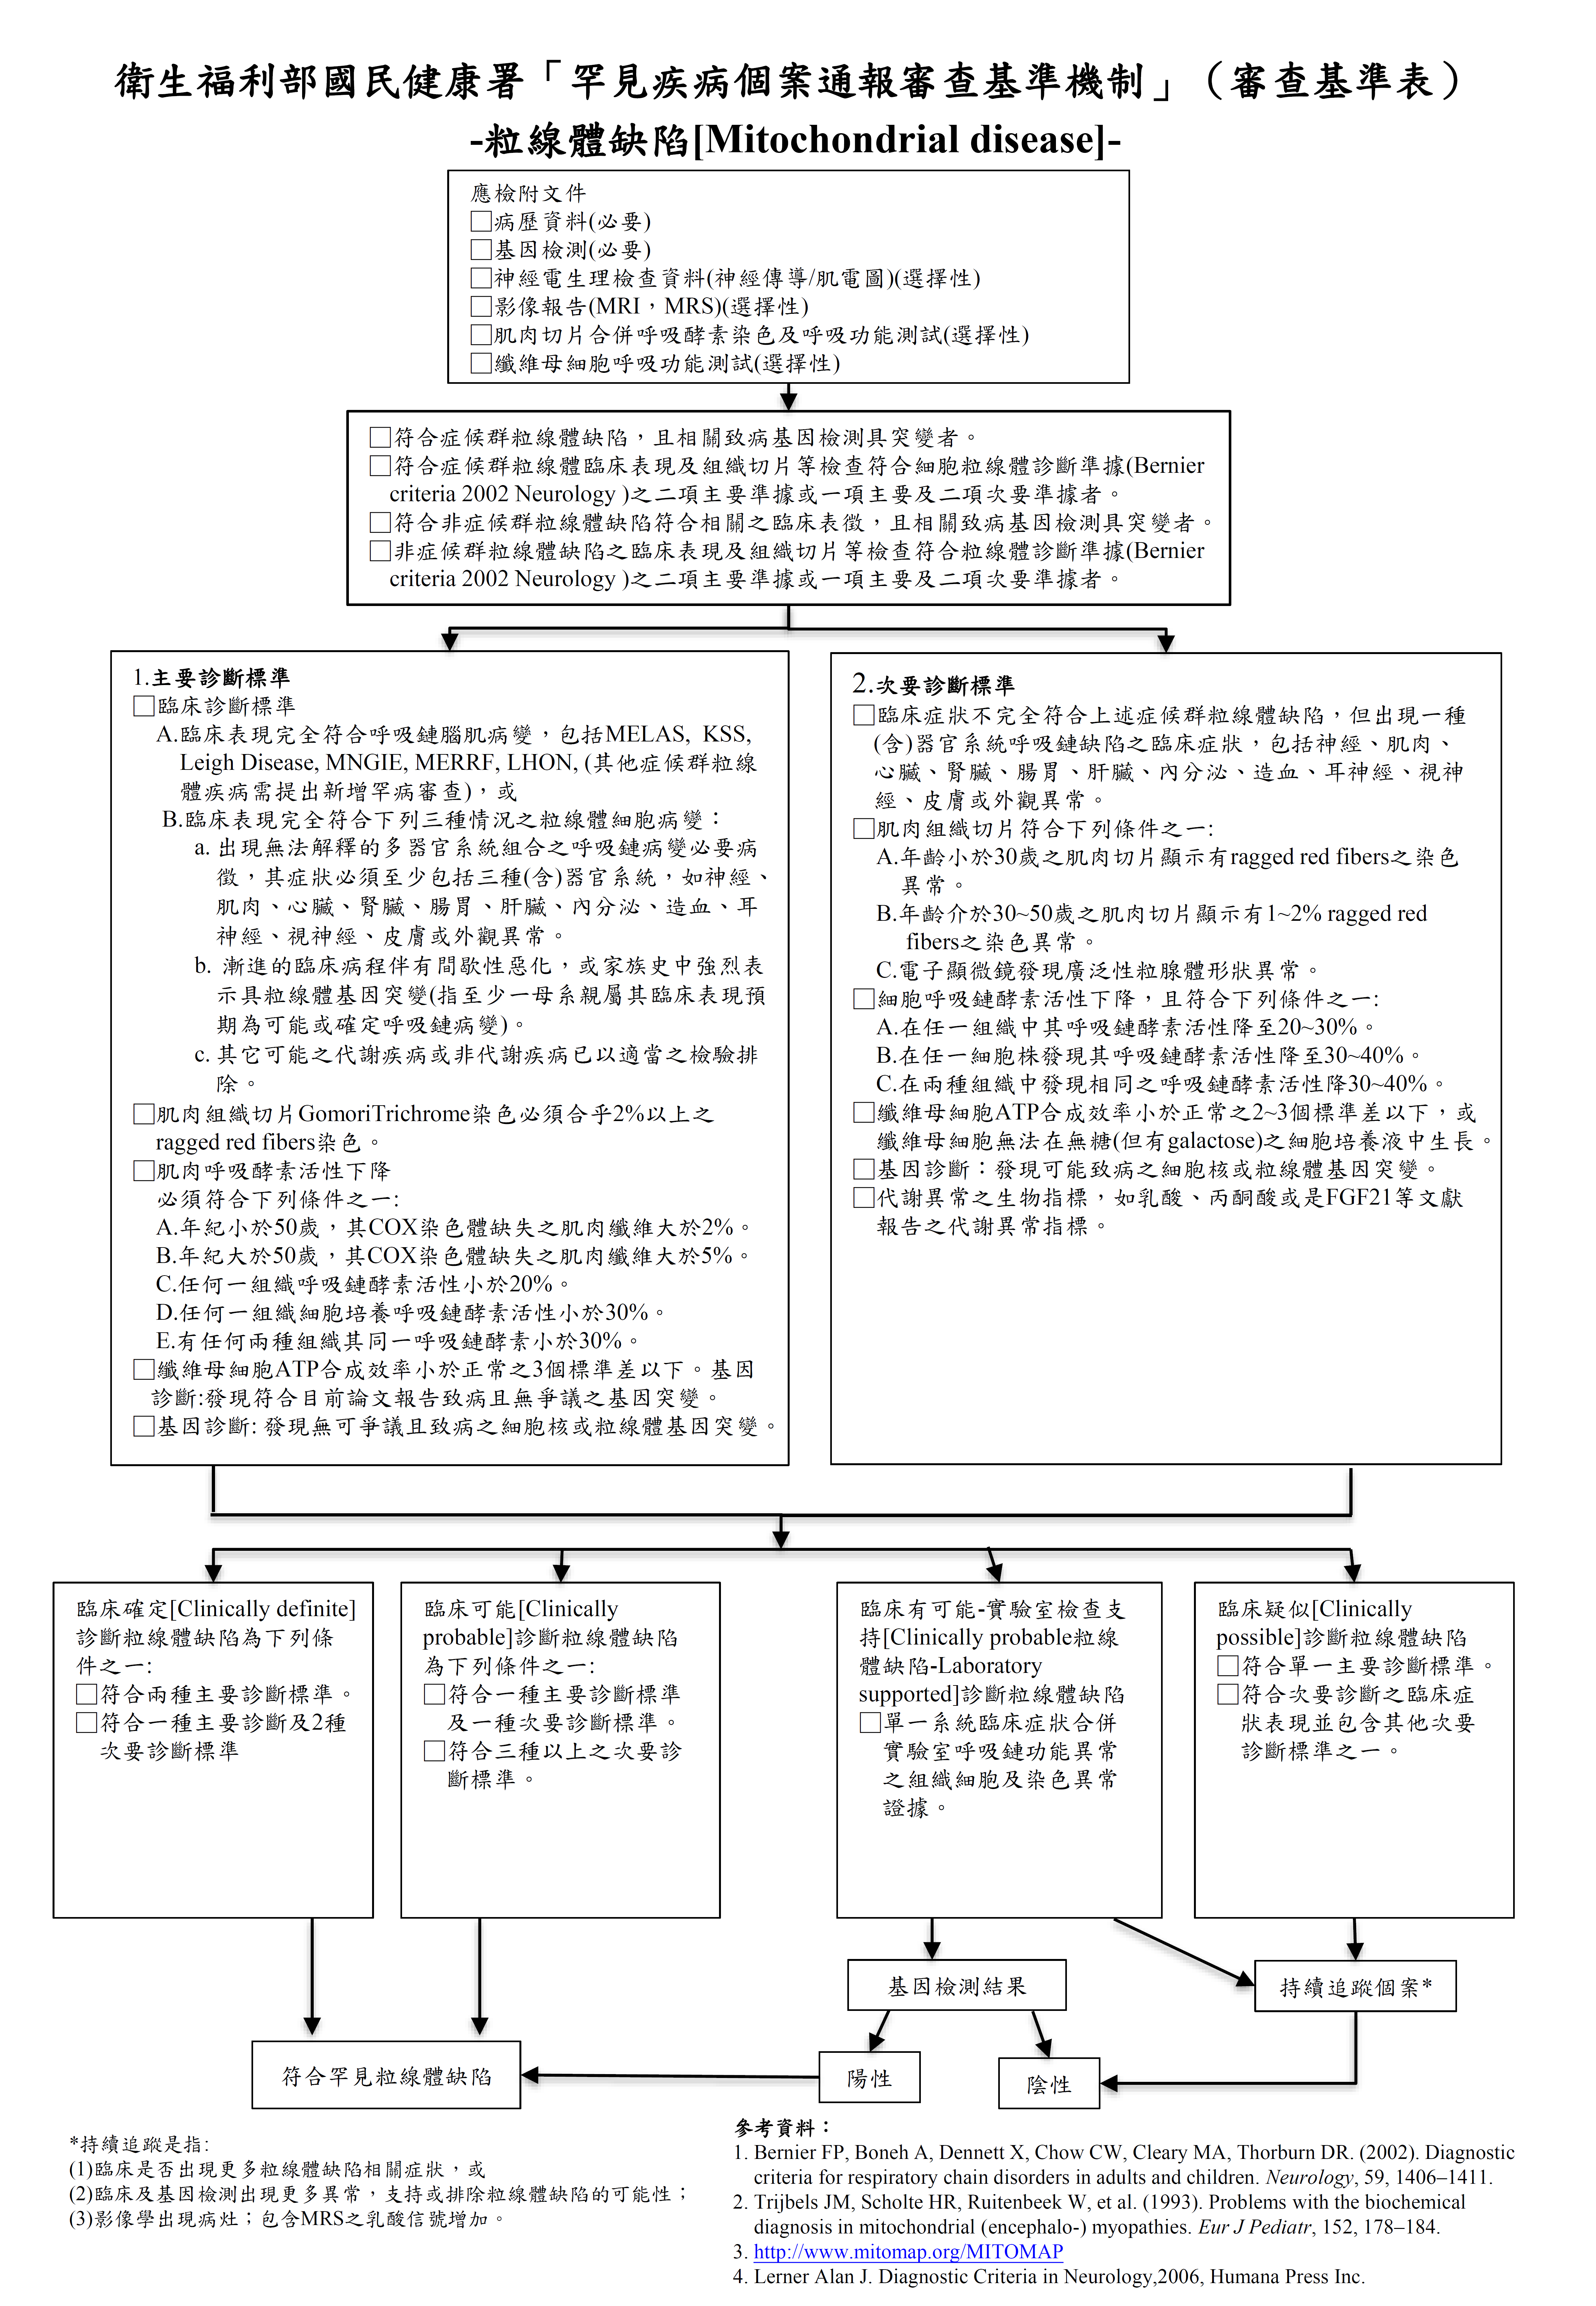 衛生福利部國民健康署「罕見疾病個案通報審查基準機制」（審查基準表）
-粒線體缺陷[Mitochondrial disease]-
應檢附文件
□病歷資料(必要)
□基因檢測(必要)
□神經電生理檢查資料(神經傳導/肌電圖)(選擇性)
□影像報告(MRI，MRS)(選擇性)
□肌肉切片合併呼吸酵素染色及呼吸功能測試(選擇性)
□纖維母細胞呼吸功能測試(選擇性)
□符合症候群粒線體缺陷，且相關致病基因檢測具突變者。
□符合症候群粒線體臨床表現及組織切片等檢查符合細胞粒線體診斷準據(Bernier
criteria 2002 Neurology )之二項主要準據或一項主要及二項次要準據者。
□符合非症候群粒線體缺陷符合相關之臨床表徵，且相關致病基因檢測具突變者。
□非症候群粒線體缺陷之臨床表現及組織切片等檢查符合粒線體診斷準據(Bernier
criteria 2002 Neurology )之二項主要準據或一項主要及二項次要準據者。
1.主要診斷標準
□臨床診斷標準
A.臨床表現完全符合呼吸鏈腦肌病變，包括MELAS, KSS,
Leigh Disease, MNGIE, MERRF, LHON, (其他症候群粒線
體疾病需提出新增罕病審查)，或
B.臨床表現完全符合下列三種情況之粒線體細胞病變：
a. 出現無法解釋的多器官系統組合之呼吸鏈病變必要病
徵，其症狀必須至少包括三種(含)器官系統，如神經、
肌肉、心臟、腎臟、腸胃、肝臟、內分泌、造血、耳
神經、視神經、皮膚或外觀異常。
b. 漸進的臨床病程伴有間歇性惡化，或家族史中強烈表
示具粒線體基因突變(指至少一母系親屬其臨床表現預
期為可能或確定呼吸鏈病變)。
c. 其它可能之代謝疾病或非代謝疾病已以適當之檢驗排
除。
□肌肉組織切片GomoriTrichrome染色必須合乎2%以上之
ragged red fibers染色。
□肌肉呼吸酵素活性下降
必須符合下列條件之一:
A.年紀小於50歲，其COX染色體缺失之肌肉纖維大於2%。
B.年紀大於50歲，其COX染色體缺失之肌肉纖維大於5%。
C.任何一組織呼吸鏈酵素活性小於20%。
D.任何一組織細胞培養呼吸鏈酵素活性小於30%。
E.有任何兩種組織其同一呼吸鏈酵素小於30%。
□纖維母細胞ATP合成效率小於正常之3個標準差以下。基因
診斷:發現符合目前論文報告致病且無爭議之基因突變。
□基因診斷: 發現無可爭議且致病之細胞核或粒線體基因突變。
2.次要診斷標準
□臨床症狀不完全符合上述症候群粒線體缺陷，但出現一種
(含)器官系統呼吸鏈缺陷之臨床症狀，包括神經、肌肉、
心臟、腎臟、腸胃、肝臟、內分泌、造血、耳神經、視神
經、皮膚或外觀異常。
□肌肉組織切片符合下列條件之一:
A.年齡小於30歲之肌肉切片顯示有ragged red fibers之染色
異常。
B.年齡介於30~50歲之肌肉切片顯示有1~2% ragged red
fibers之染色異常。
C.電子顯微鏡發現廣泛性粒腺體形狀異常。
□細胞呼吸鏈酵素活性下降，且符合下列條件之一:
A.在任一組織中其呼吸鏈酵素活性降至20~30%。
B.在任一細胞株發現其呼吸鏈酵素活性降至30~40%。
C.在兩種組織中發現相同之呼吸鏈酵素活性降30~40%。
□纖維母細胞ATP合成效率小於正常之2~3個標準差以下，或
纖維母細胞無法在無糖(但有galactose)之細胞培養液中生長。
□基因診斷：發現可能致病之細胞核或粒線體基因突變。
□代謝異常之生物指標，如乳酸、丙酮酸或是FGF21等文獻
報告之代謝異常指標。
臨床確定[Clinically definite]
診斷粒線體缺陷為下列條
件之一:
□符合兩種主要診斷標準。
□符合一種主要診斷及2種
次要診斷標準
臨床可能[Clinically
probable]診斷粒線體缺陷
為下列條件之一:
□符合一種主要診斷標準
及一種次要診斷標準。
□符合三種以上之次要診
斷標準。
臨床有可能-實驗室檢查支
持[Clinically probable粒線
體缺陷-Laboratory
supported]診斷粒線體缺陷
□單一系統臨床症狀合併
實驗室呼吸鏈功能異常
之組織細胞及染色異常
證據。
臨床疑似[Clinically
possible]診斷粒線體缺陷
□符合單一主要診斷標準。
□符合次要診斷之臨床症
狀表現並包含其他次要
診斷標準之一。
基因檢測結果
持續追蹤個案*
符合罕見粒線體缺陷
陽性
陰性
*持續追蹤是指:
(1)臨床是否出現更多粒線體缺陷相關症狀，或
(2)臨床及基因檢測出現更多異常，支持或排除粒線體缺陷的可能性；
(3)影像學出現病灶；包含MRS之乳酸信號增加。
參考資料：
1. Bernier FP, Boneh A, Dennett X, Chow CW, Cleary MA, Thorburn DR. (2002). Diagnostic
criteria for respiratory chain disorders in adults and children. Neurology, 59, 1406–1411.
2. Trijbels JM, Scholte HR, Ruitenbeek W, et al. (1993). Problems with the biochemical
diagnosis in mitochondrial (encephalo-) myopathies. Eur J Pediatr, 152, 178–184.
3. http://www.mitomap.org/MITOMAP
4. Lerner Alan J. Diagnostic Criteria in Neurology,2006, Humana Press Inc.